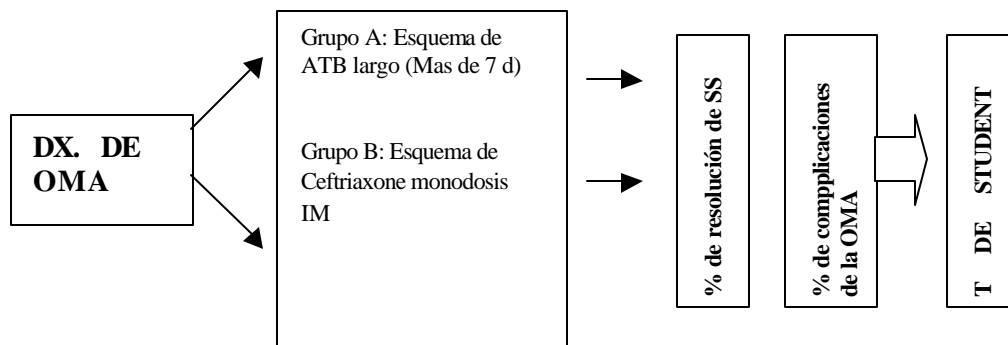 DX. DE
OMA
Grupo A: Esquema de
ATB largo (Mas de 7 d)
Grupo B: Esquema de
Ceftriaxone monodosis
IM
% de resolución de SS
% de compplicaciones
de la OMA
T DE STUDENT